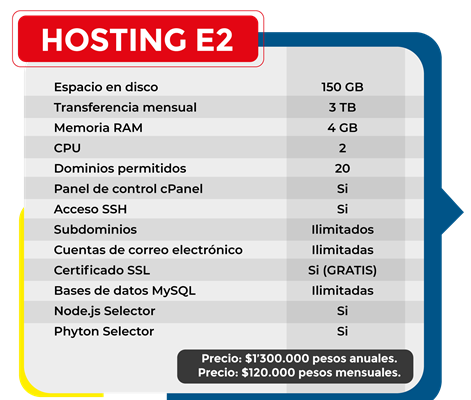 HOSTING E2
Espacio en disco 150 GB
Transferencia mensual 3 TB
Memoria RAM 4 GB
CPU 2
Dominios permitidos 20
Panel de control cPanel Si
Acceso SSH Si
Subdominios Ilimitados
Cuentas de correo electrónico Ilimitadas
Certificado SSL Si (GRATIS)
Bases de datos MySQL Ilimitadas
Node.js Selector Si
Phyton Selector Si
Precio: $1'300.000 pesos anuales.
Precio: $120.000 pesos mensuales.